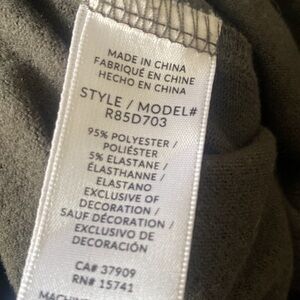 MADE IN CHINA
FABRIQUÉ EN CHINE
HECHO EN CHINA
STYLE / MODEL#
R85D703
95% POLYESTER /
POLIÉSTER
5% ELASTANE /
ÉLASTHANNE /
ELASTANO
EXCLUSIVE OF
DECORATION /
SAUF DÉCORATION /
EXCLUSIVO DE
DECORACIÓN
CA# 37909
RN# 15741